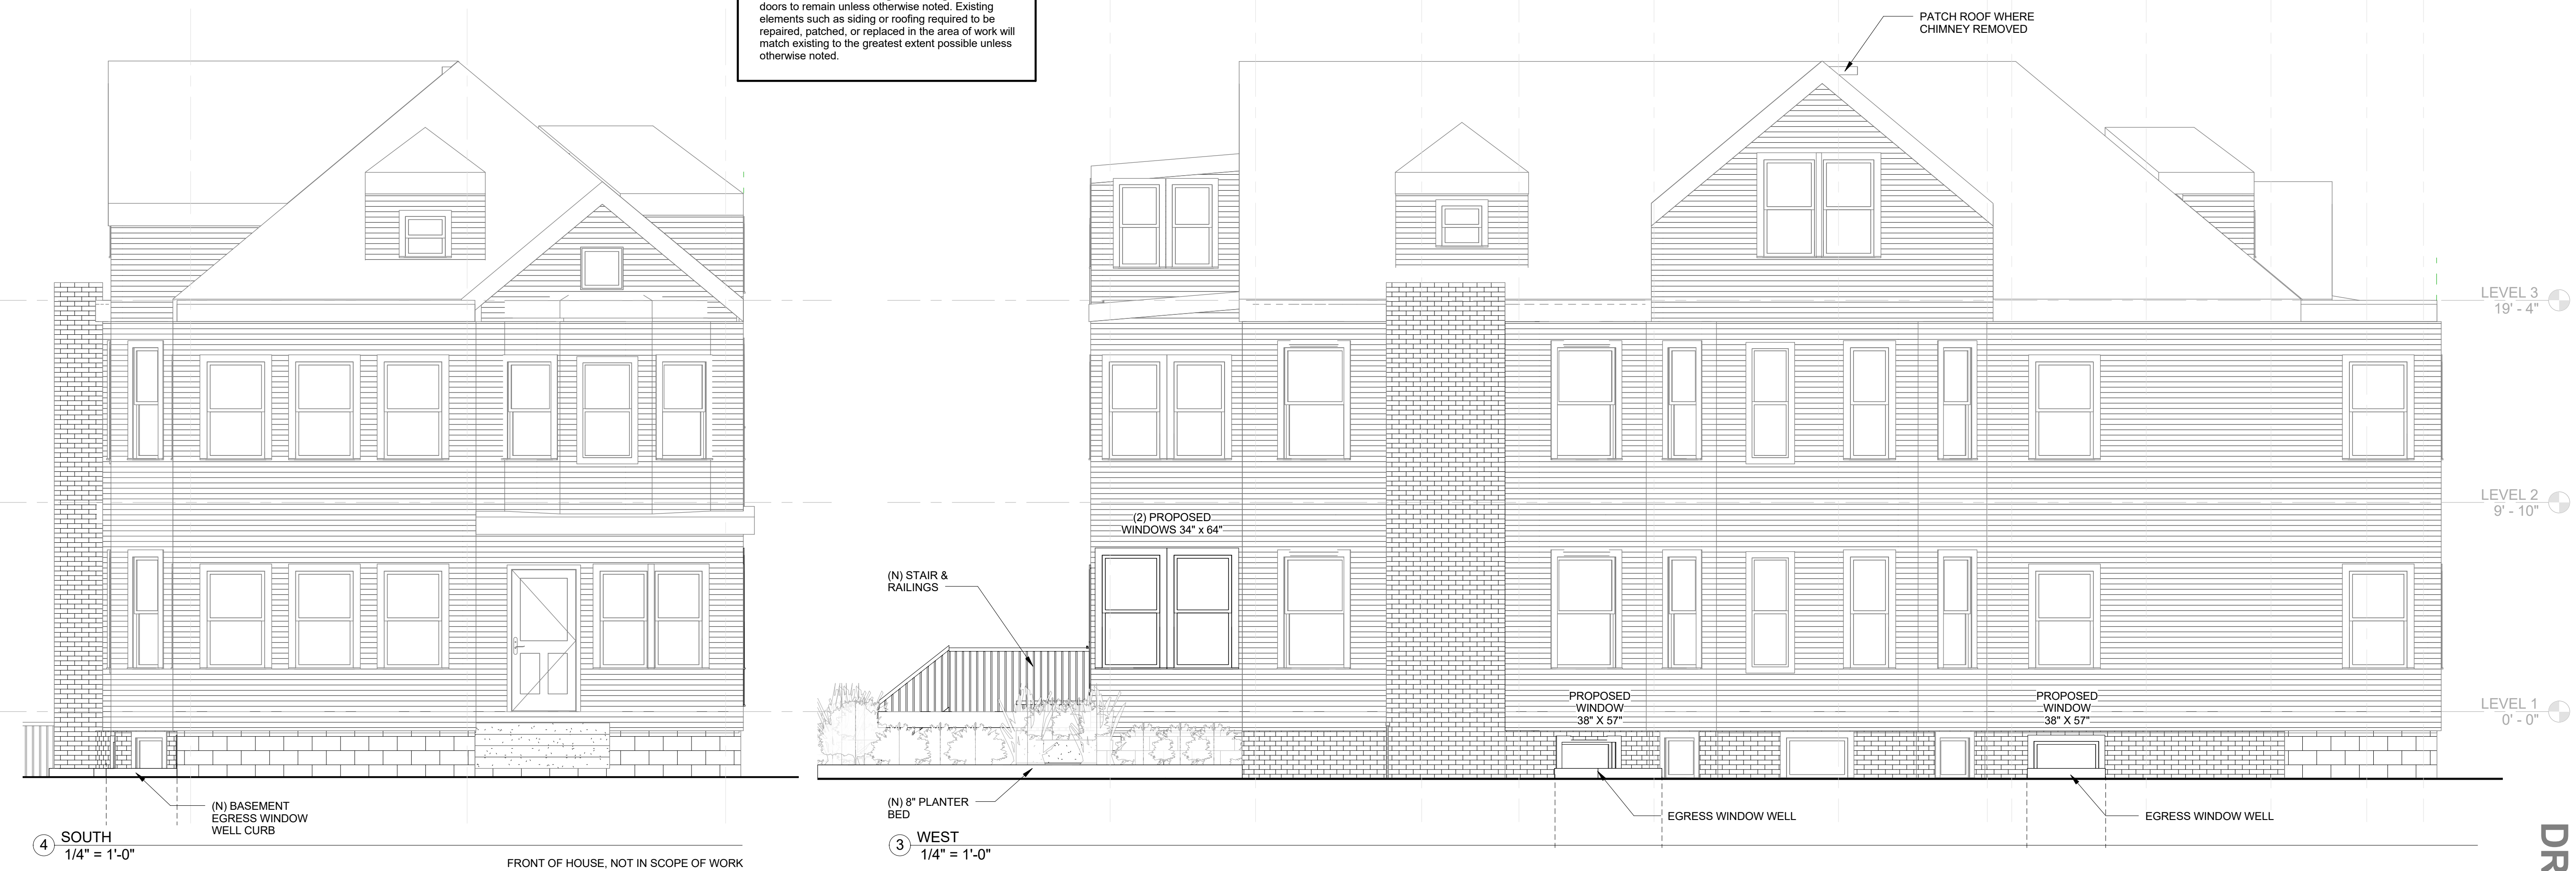 doors to remain unless otherwise noted. Existing
elements such as siding or roofing required to be
repaired, patched, or replaced in the area of work will
match existing to the greatest extent possible unless
otherwise noted.
PATCH ROOF WHERE
CHIMNEY REMOVED
LEVEL 3
19' - 4"
LEVEL 2
9' - 10"
(2) PROPOSED
WINDOWS 34" x 64"
(N) STAIR &
RAILINGS
PROPOSED
WINDOW
38" X 57"
PROPOSED
WINDOW
38" X 57"
LEVEL 1
0' - 0"
(N) BASEMENT
EGRESS WINDOW
WELL CURB
(N) 8" PLANTER
BED
EGRESS WINDOW WELL
EGRESS WINDOW WELL
4 SOUTH
1/4" = 1'-0"
FRONT OF HOUSE, NOT IN SCOPE OF WORK
3 WEST
1/4" = 1'-0"
DR